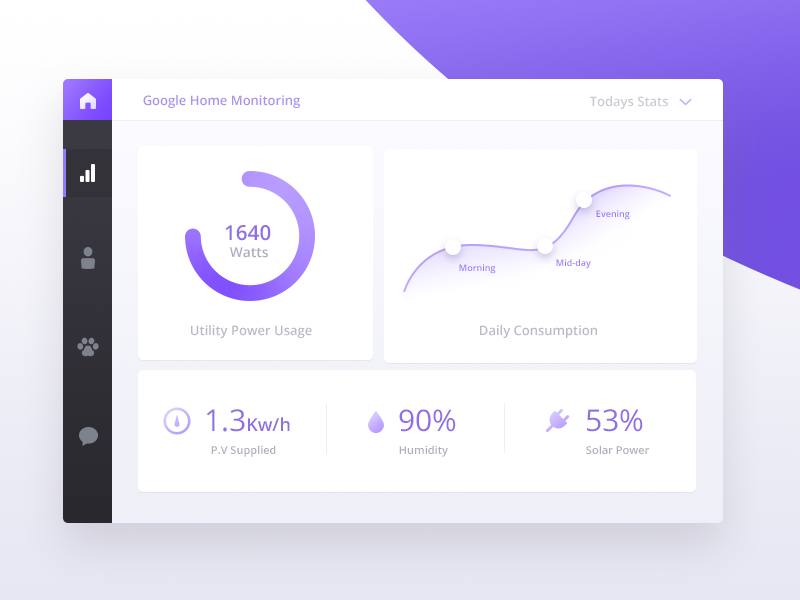 Google Home Monitoring
Todays Stats
1640
Watts
Utility Power Usage
Morning
Mid-day
Evening
Daily Consumption
1.3Kw/h
P.V Supplied
90%
Humidity
53%
Solar Power